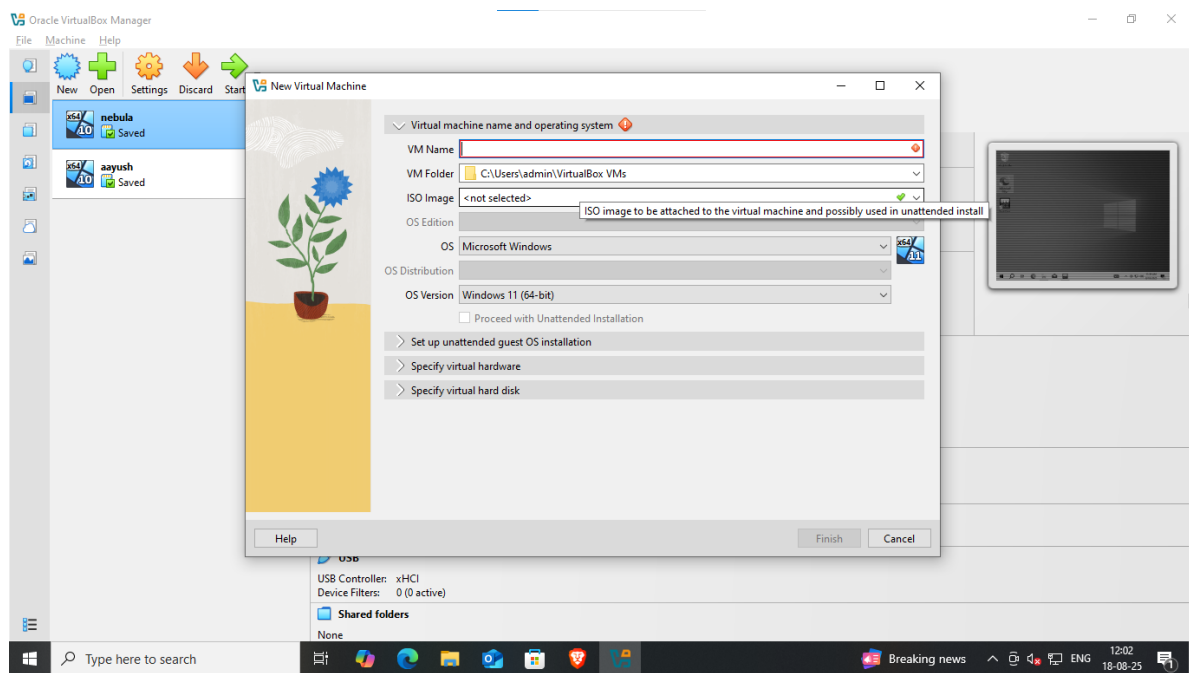 Oracle VirtualBox Manager
File Machine Help
New Open Settings Discard Start
nebula
Saved
aayush
Saved
New Virtual Machine
Virtual machine name and operating system
VM Name
VM Folder C:\Users\admin\VirtualBox VMs
ISO Image <not selected>
ISO image to be attached to the virtual machine and possibly used in unattended install
OS Edition
OS Microsoft Windows
x64
11
OS Distribution
OS Version Windows 11 (64-bit)
Proceed with Unattended Installation
Set up unattended guest OS installation
Specify virtual hardware
Specify virtual hard disk
Help Finish Cancel
USB
USB Controller: xHCI
Device Filters: 0 (0 active)
Shared folders
None
Type here to search
Breaking news
ENG
12:02
18-08-25